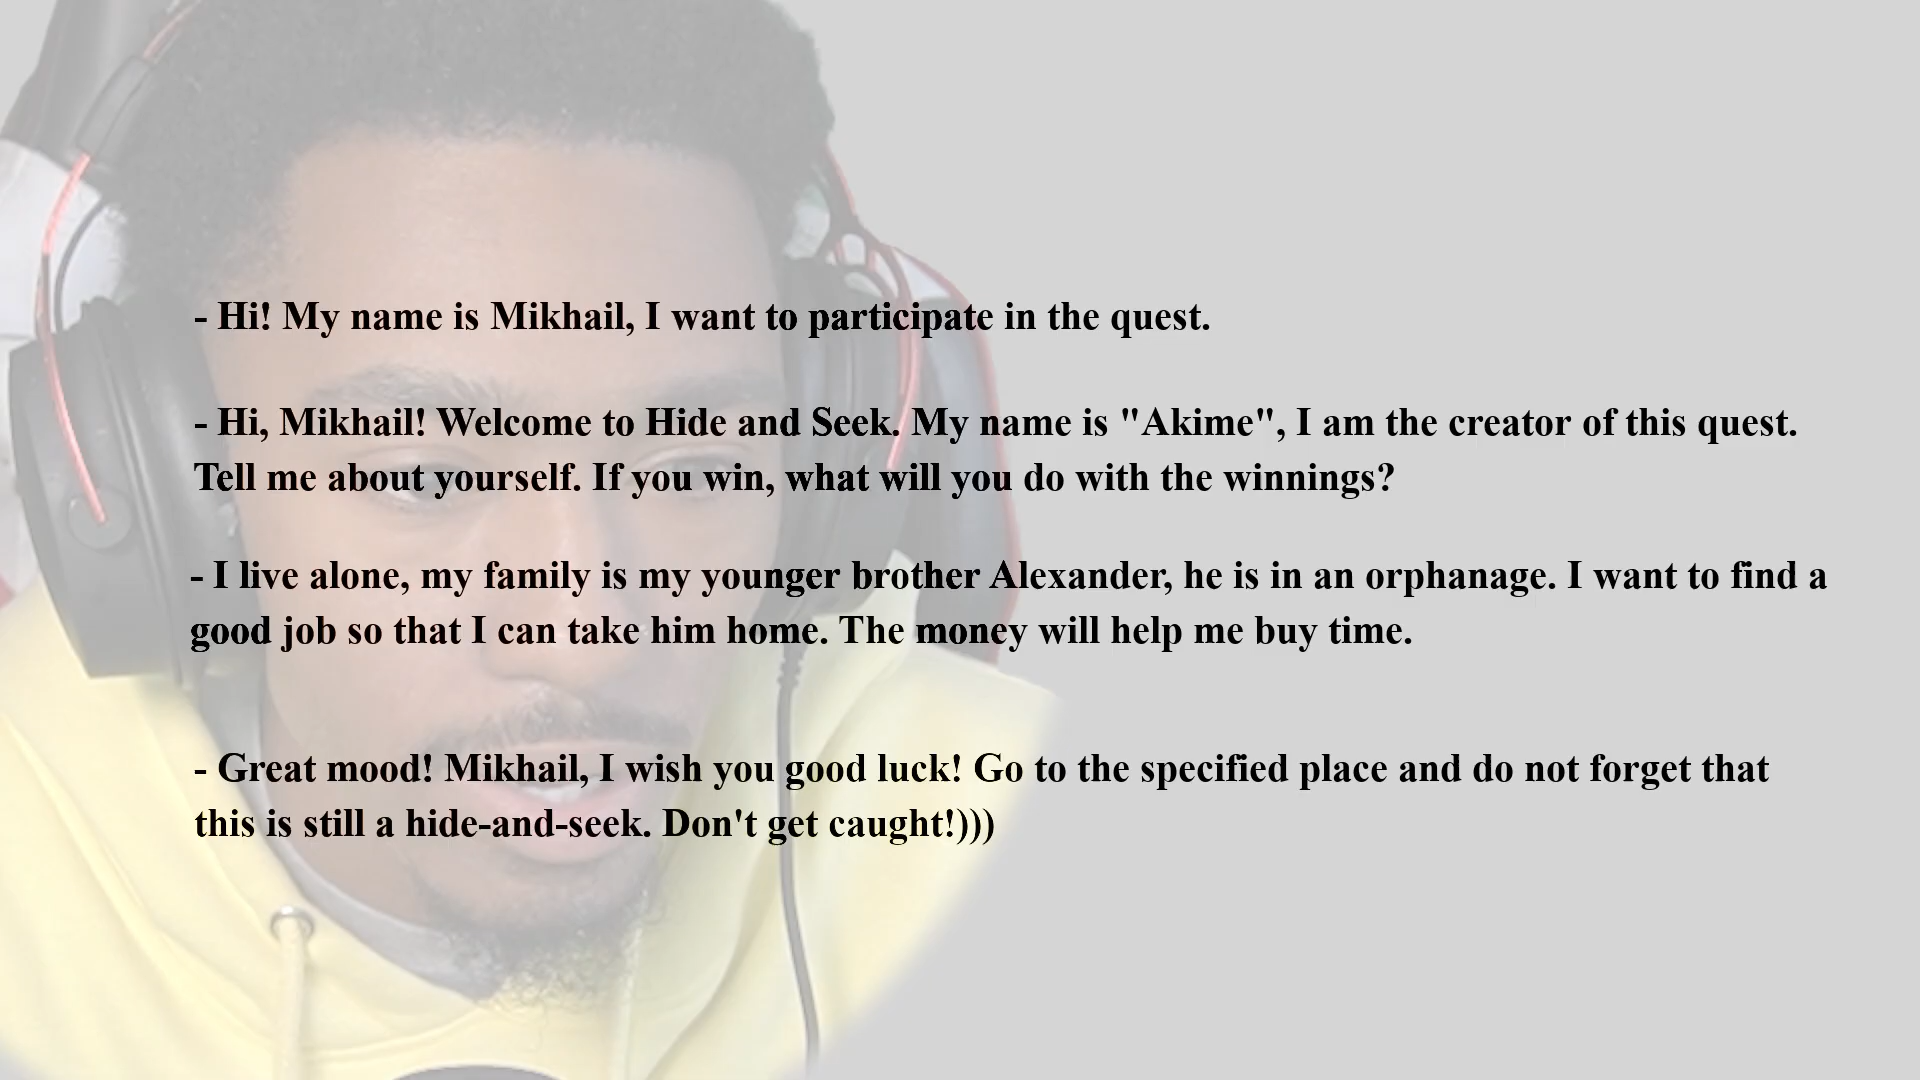 - Hi! My name is Mikhail, I want to participate in the quest.
- Hi, Mikhail! Welcome to Hide and Seek. My name is "Akime", I am the creator of this quest.
Tell me about yourself. If you win, what will you do with the winnings?
- I live alone, my family is my younger brother Alexander, he is in an orphanage. I want to find a
good job so that I can take him home. The money will help me buy time.
- Great mood! Mikhail, I wish you good luck! Go to the specified place and do not forget that
this is still a hide-and-seek. Don't get caught!)))